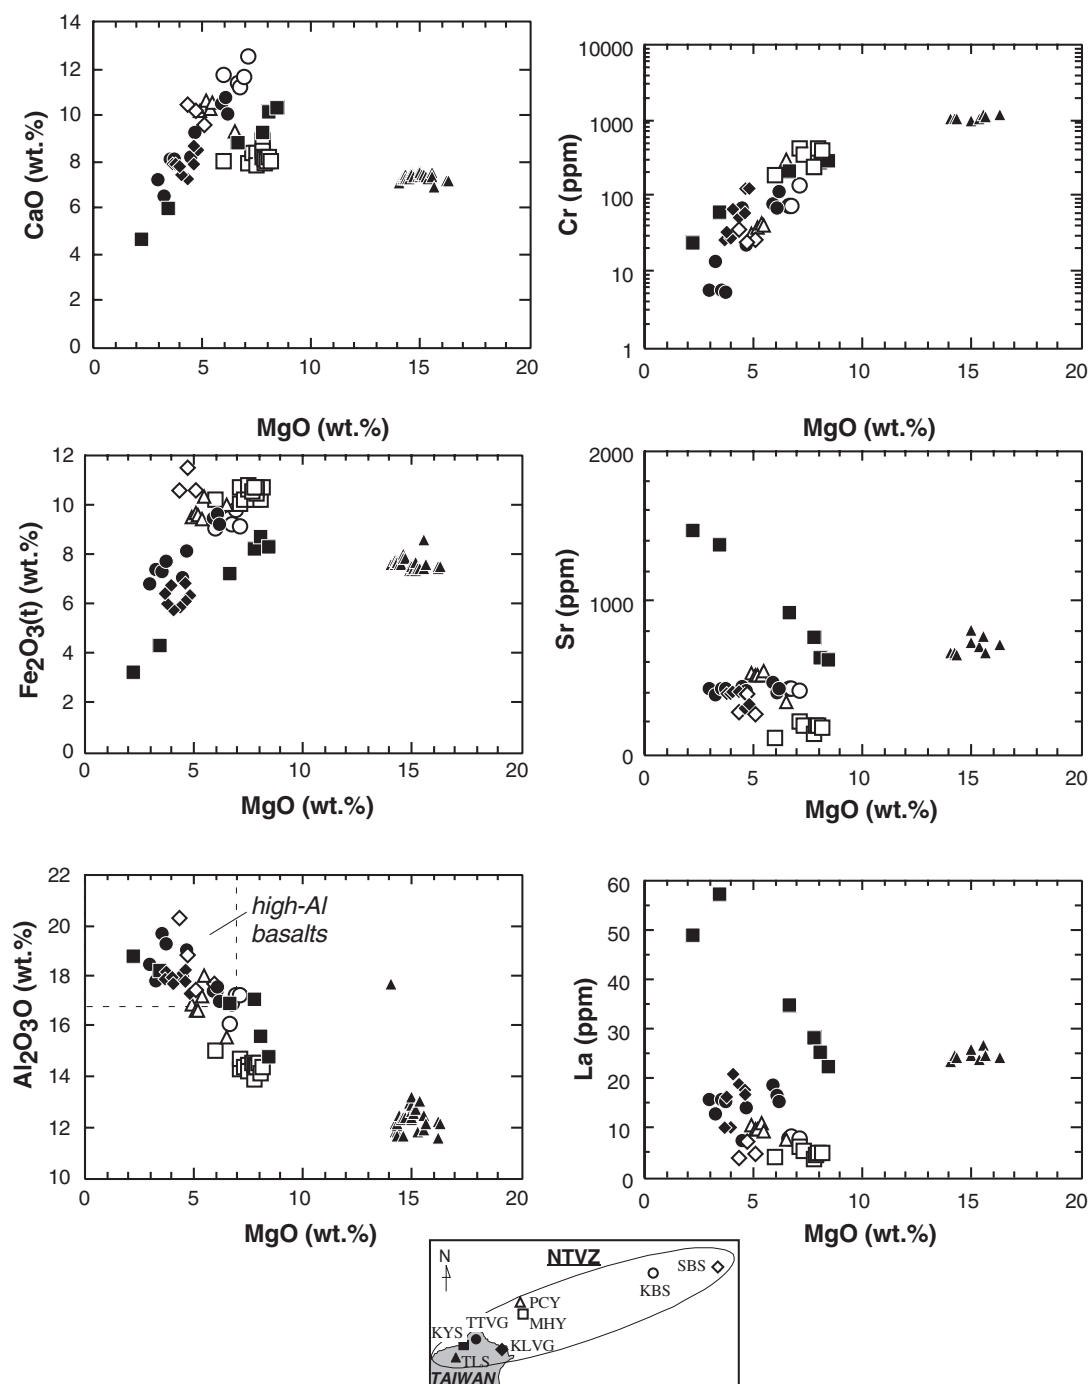 14
12
10
8
6
4
2
0
CaO (wt.%)
0 5 10 15 20
MgO (wt.%)
10000
1000
100
10
1
Cr (ppm)
0 5 10 15 20
MgO (wt.%)
12
10
8
6
4
2
0
Fe2O3(t) (wt.%)
0 5 10 15 20
MgO (wt.%)
2000
1000
0
Sr (ppm)
0 5 10 15 20
MgO (wt.%)
22
20
18
16
14
12
10
Al2O3O (wt.%)
high-Al
basalts
0 5 10 15 20
MgO (wt.%)
60
50
40
30
20
10
0
La (ppm)
0 5 10 15 20
MgO (wt.%)
N
NTVZ
SBS
KBS
PCY
MHY
TTVG
KYS
KLVG
TLS
TAIWAN